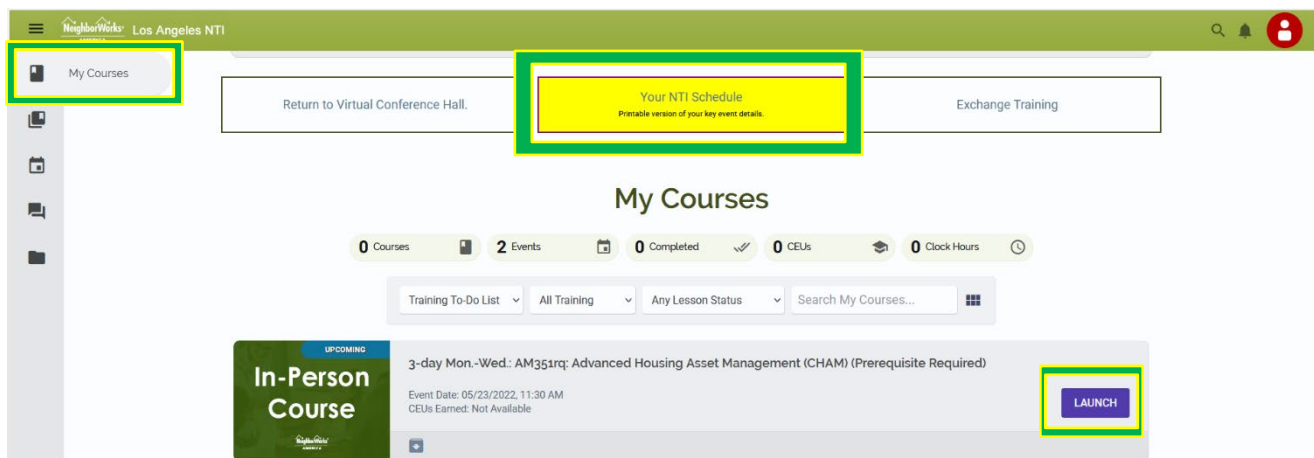 NeighborWorks® Los Angeles NTI
AMERICA
My Courses
Return to Virtual Conference Hall.
Your NTI Schedule
Printable version of your key event details.
Exchange Training
My Courses
0 Courses
2 Events
0 Completed
0 CEUs
0 Clock Hours
Training To-Do List
All Training
Any Lesson Status
Search My Courses...
UPCOMING
In-Person
Course
NeighborWorks®
AMERICA
3-day Mon.-Wed.: AM351rq: Advanced Housing Asset Management (CHAM) (Prerequisite Required)
Event Date: 05/23/2022, 11:30 AM
CEUs Earned: Not Available
LAUNCH